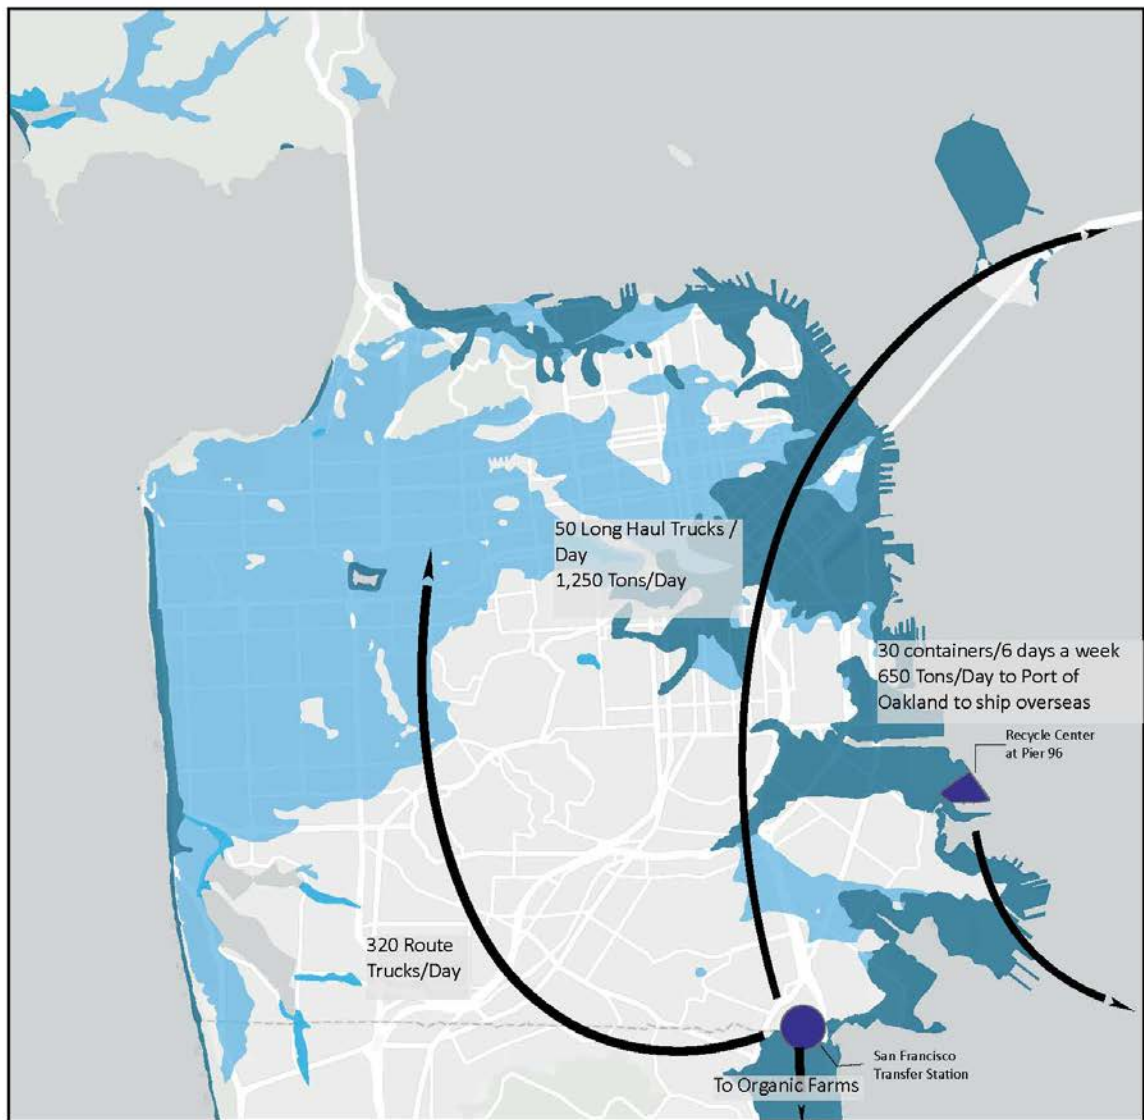 50 Long Haul Trucks /
Day
1,250 Tons/Day
30 containers/6 days a week
650 Tons/Day to Port of
Oakland to ship overseas
Recycle Center
at Pier 96
320 Route
Trucks/Day
San Francisco
Transfer Station
To Organic Farms